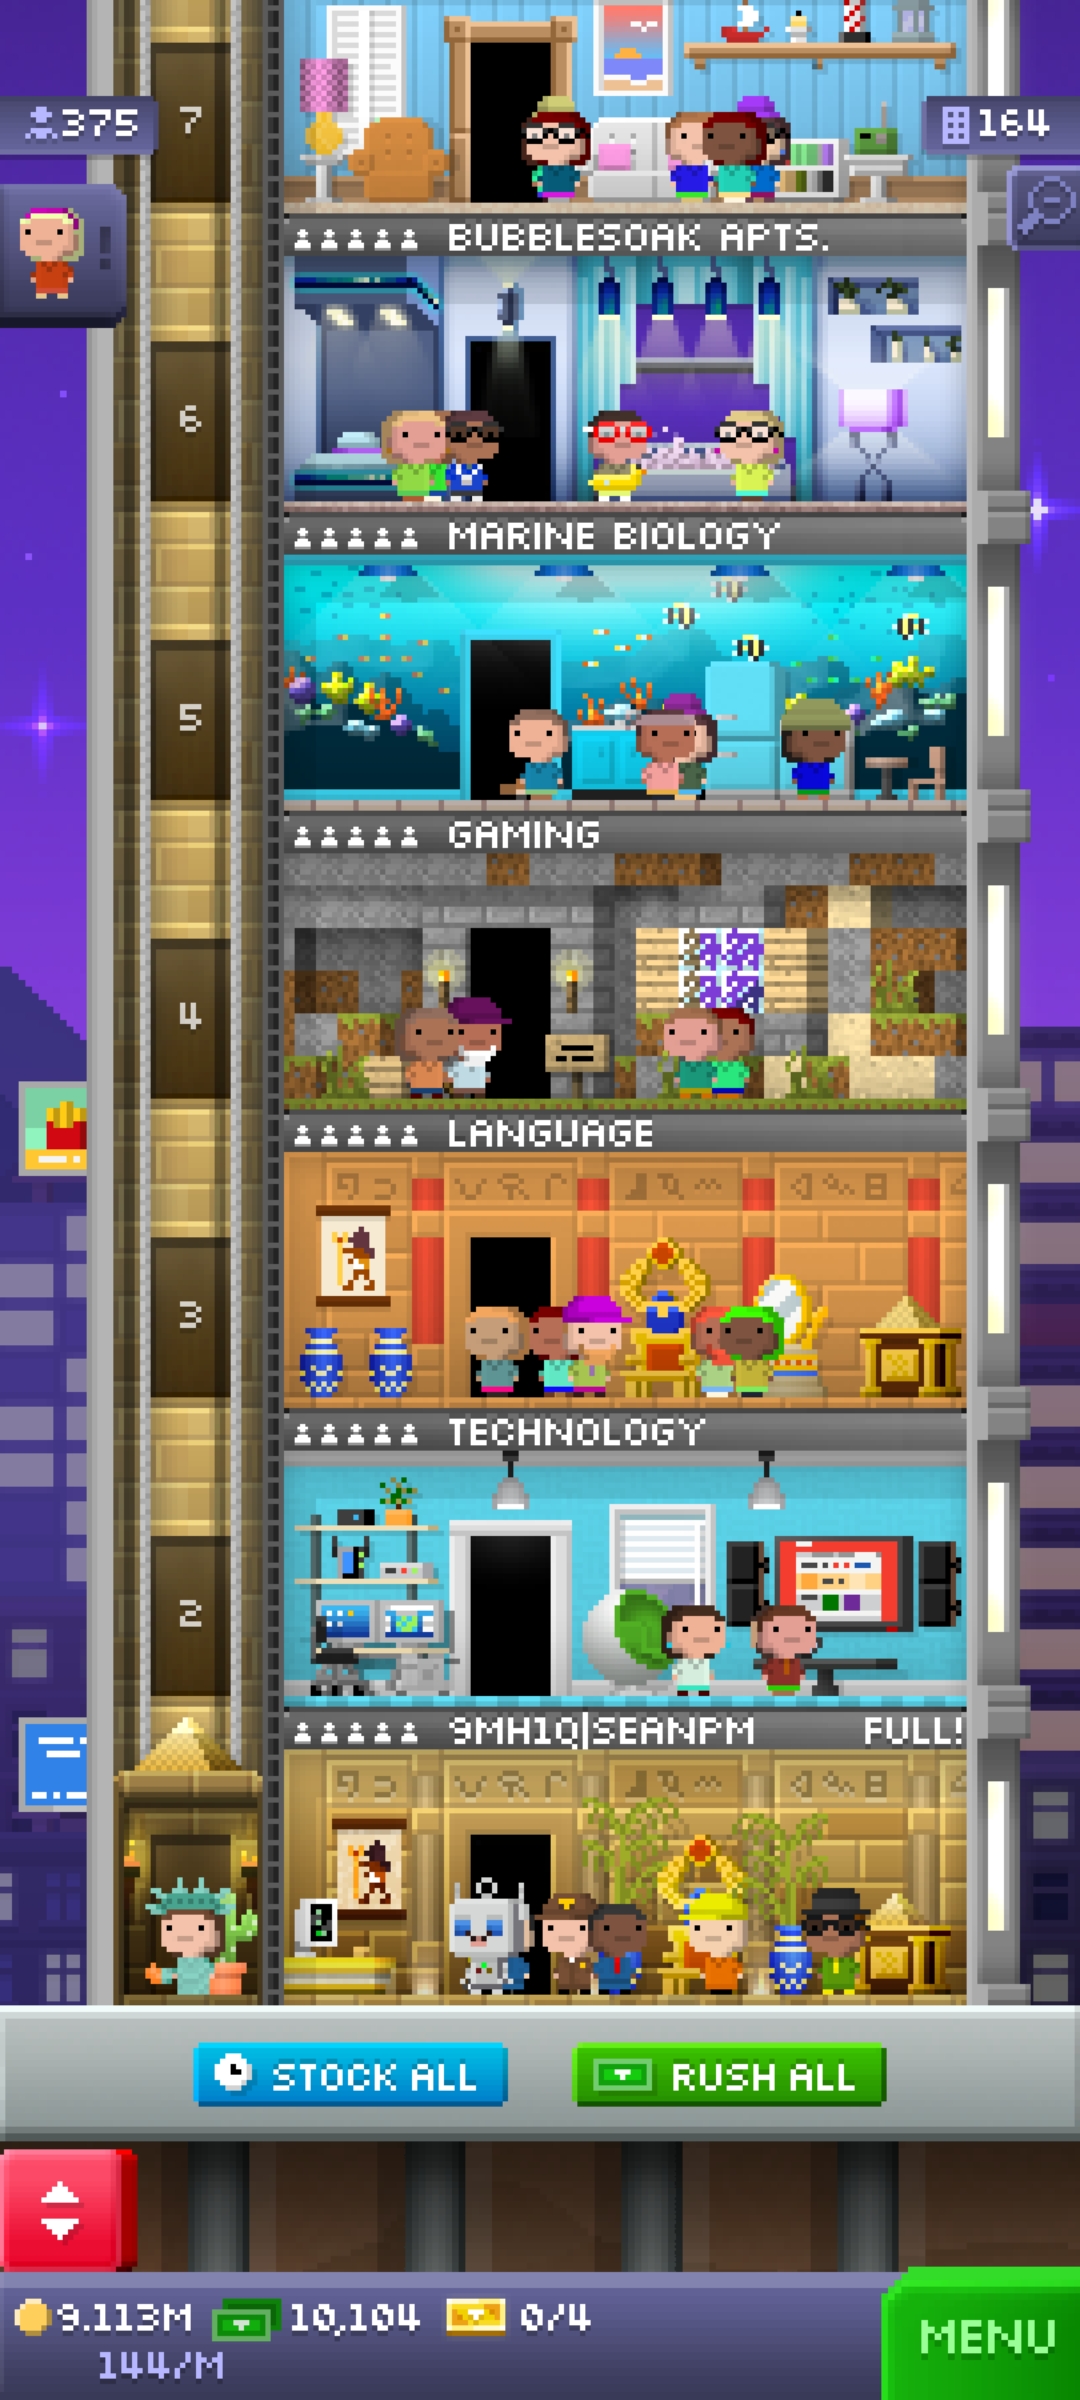 375
7
164
!
BUBBLESOAK APTS.
6
MARINE BIOLOGY
5
GAMING
4
LANGUAGE
3
TECHNOLOGY
2
9MH1Q|SEANPM FULL!
STOCK ALL
RUSH ALL
9.113M 10,104 0/4
144/M
MENU